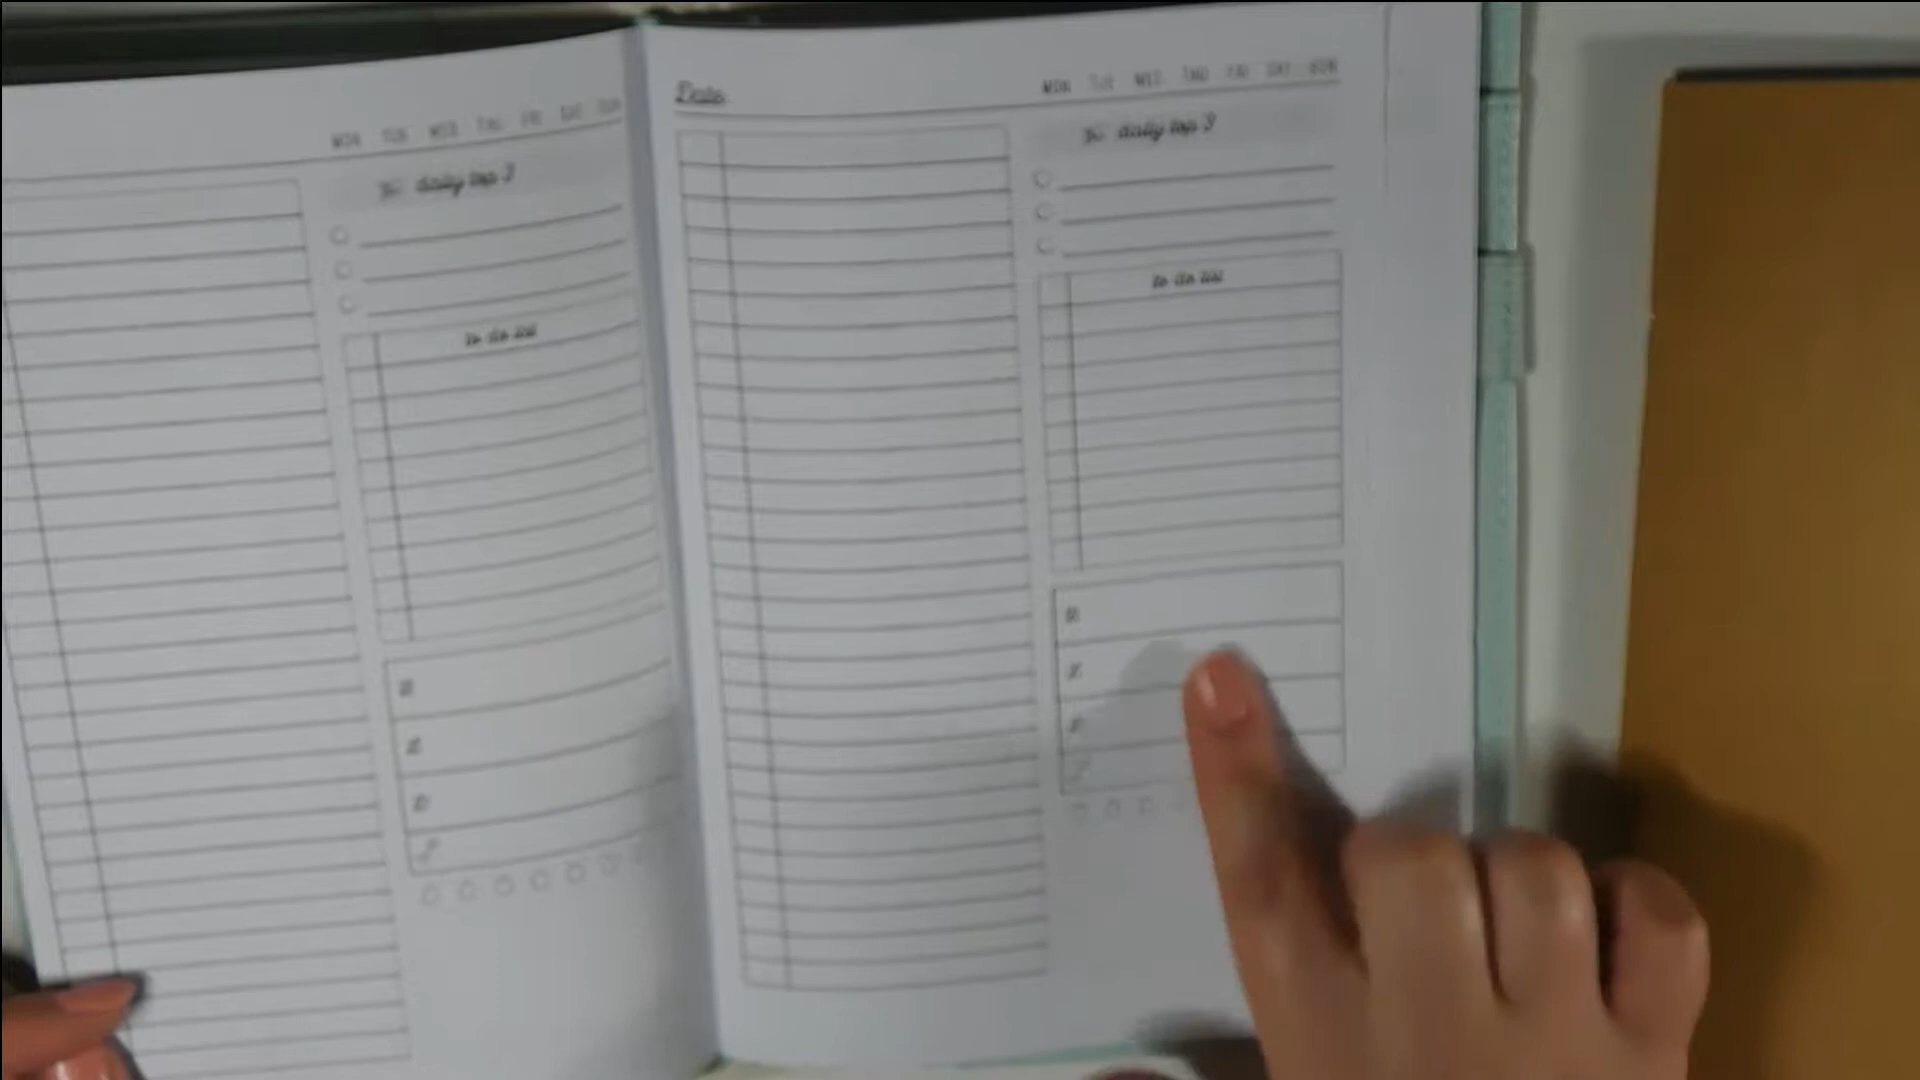 MON TUE WED THU FRI SAT SUN
daily top 3
to do list
B
L
D
S
Date
MON TUE WED THU FRI SAT SUN
daily top 3
to do list
B
L
D
S